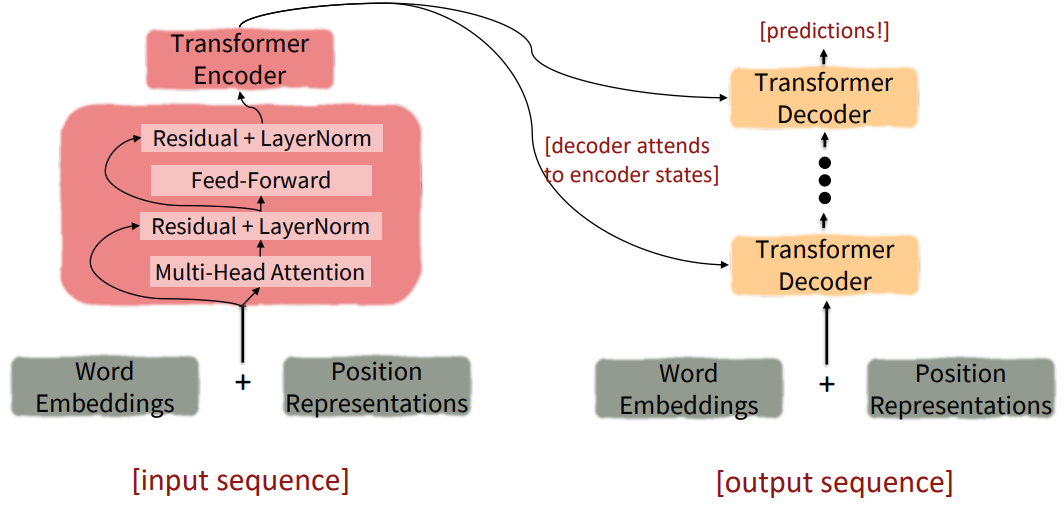 Transformer
Encoder
Residual + LayerNorm
Feed-Forward
Residual + LayerNorm
Multi-Head Attention
Word
Embeddings
+
Position
Representations
[input sequence]
[predictions!]
Transformer
Decoder
[decoder attends
to encoder states]
Transformer
Decoder
Word
Embeddings
+
Position
Representations
[output sequence]